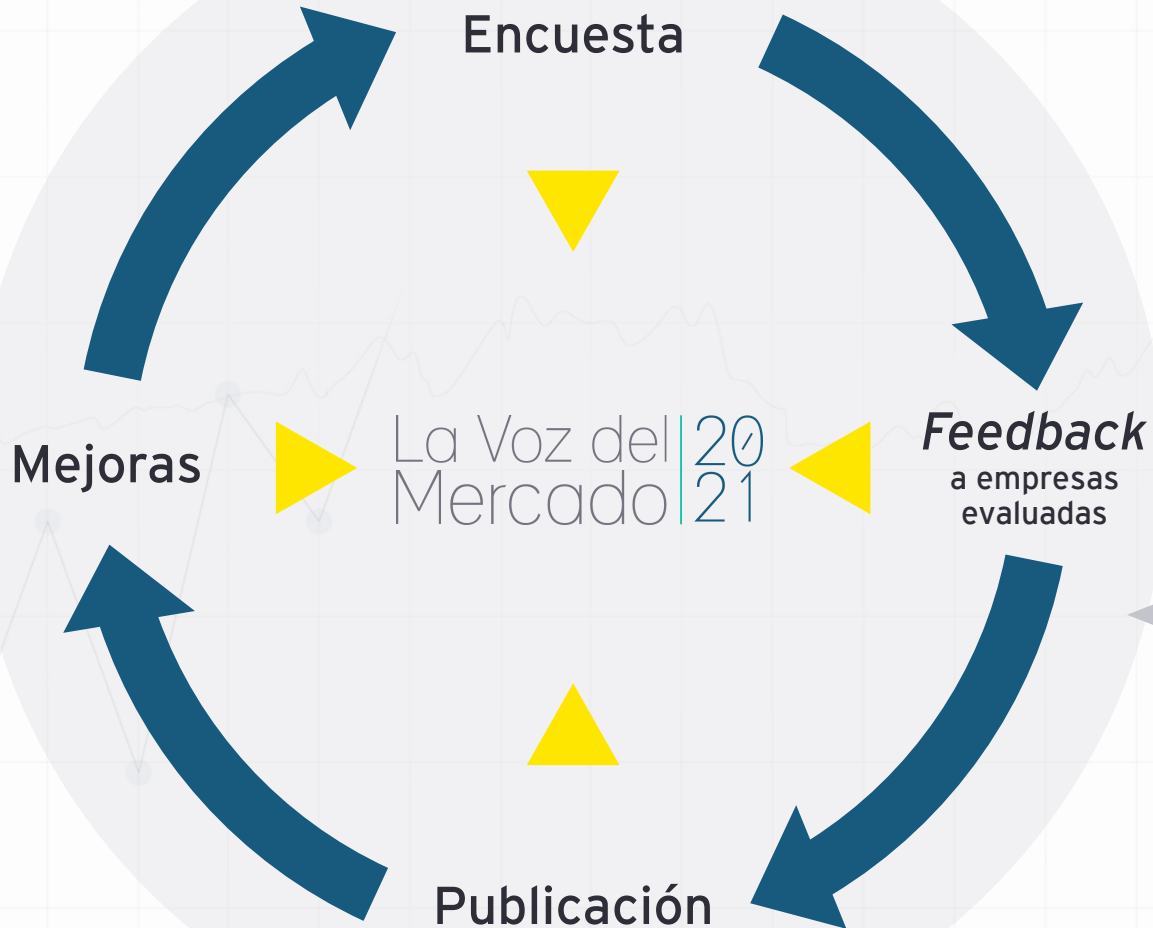 Encuesta
Mejoras
La Voz del
Mercado
20
21
Feedback
a empresas
evaluadas
Publicación